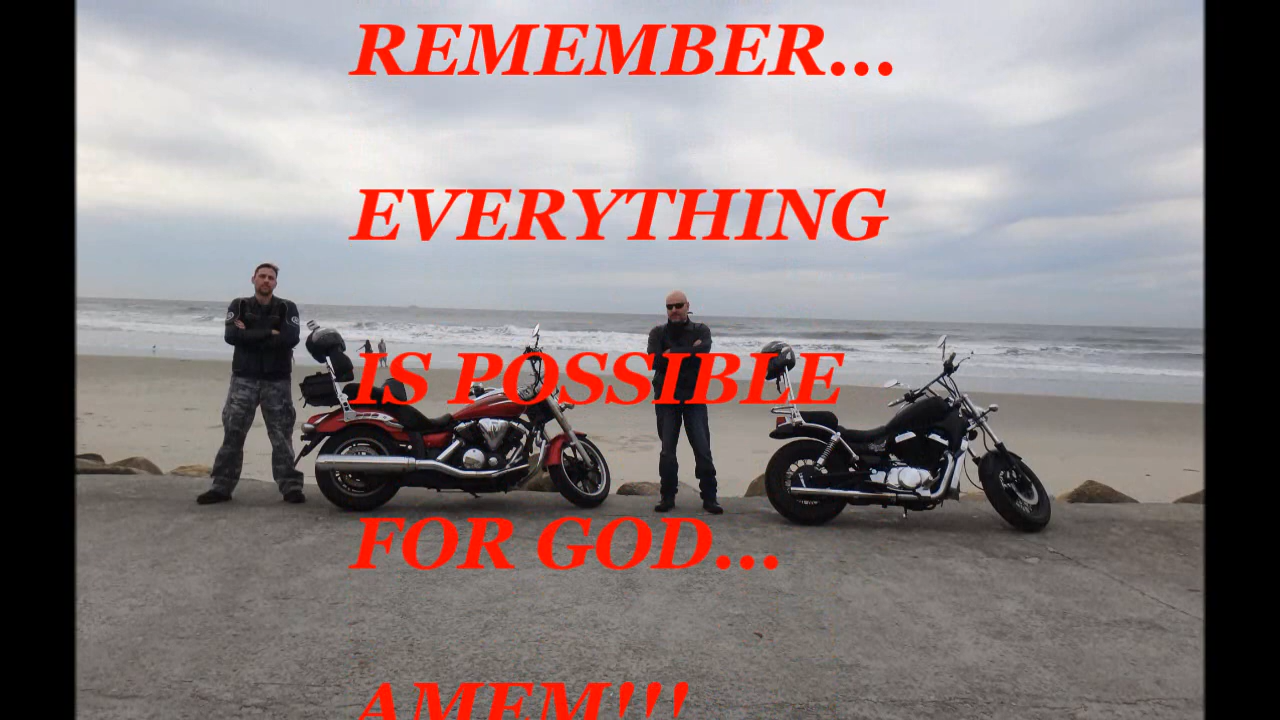 REMEMBER...
EVERYTHING
IS POSSIBLE
FOR GOD...
AMEM!!!